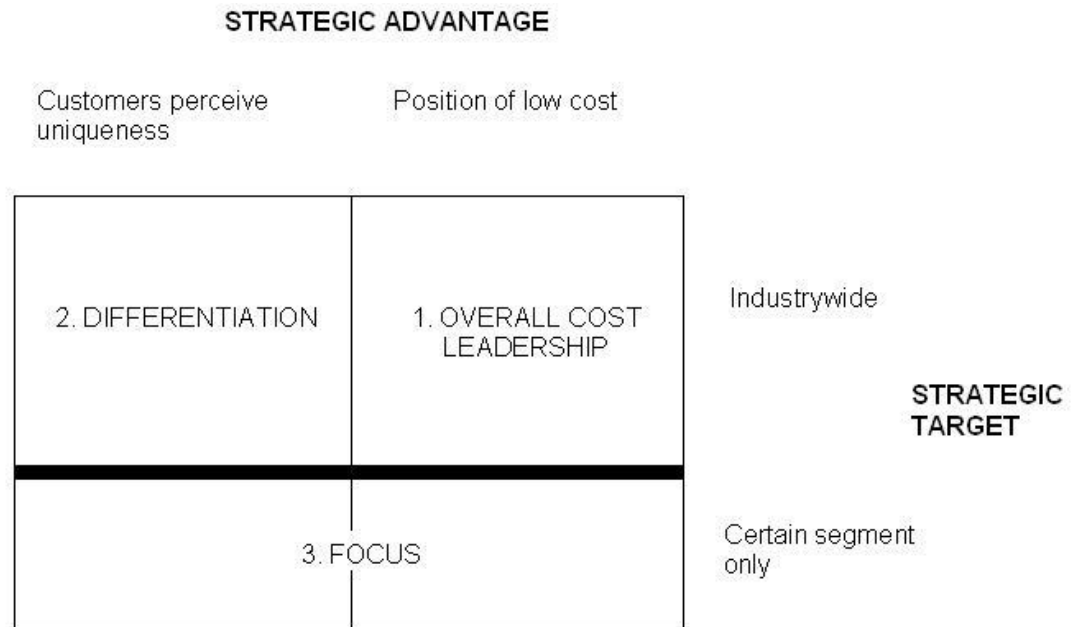 STRATEGIC ADVANTAGE
Customers perceive
uniqueness
Position of low cost
2. DIFFERENTIATION
1. OVERALL COST
LEADERSHIP
Industrywide
STRATEGIC
TARGET
3. FOCUS
Certain segment
only